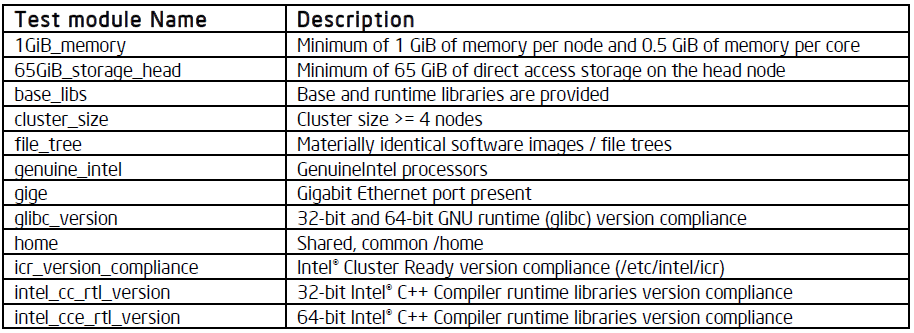 Test module Name Description
1GiB_memory Minimum of 1 GiB of memory per node and 0.5 GiB of memory per core
65GiB_storage_head Minimum of 65 GiB of direct access storage on the head node
base_libs Base and runtime libraries are provided
cluster_size Cluster size >= 4 nodes
file_tree Materially identical software images / file trees
genuine_intel GenuineIntel processors
gige Gigabit Ethernet port present
glibc_version 32-bit and 64-bit GNU runtime (glibc) version compliance
home Shared, common /home
icr_version_compliance Intel® Cluster Ready version compliance (/etc/intel/icr)
intel_cc_rtl_version 32-bit Intel® C++ Compiler runtime libraries version compliance
intel_cce_rtl_version 64-bit Intel® C++ Compiler runtime libraries version compliance